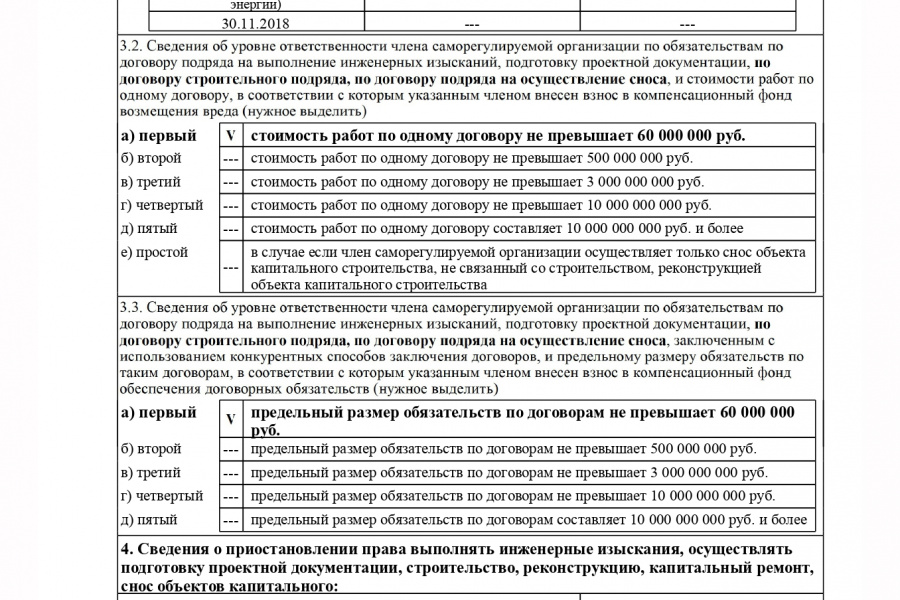 энергии)
30.11.2018 --- ---
3.2. Сведения об уровне ответственности члена саморегулируемой организации по обязательствам по
договору подряда на выполнение инженерных изысканий, подготовку проектной документации, по
договору строительного подряда, по договору подряда на осуществление сноса, и стоимости работ по
одному договору, в соответствии с которым указанным членом внесен взнос в компенсационный фонд
возмещения вреда (нужное выделить)
а) первый V стоимость работ по одному договору не превышает 60 000 000 руб.
б) второй --- стоимость работ по одному договору не превышает 500 000 000 руб.
в) третий --- стоимость работ по одному договору не превышает 3 000 000 000 руб.
г) четвертый --- стоимость работ по одному договору не превышает 10 000 000 000 руб.
д) пятый --- стоимость работ по одному договору составляет 10 000 000 000 руб. и более
е) простой --- в случае если член саморегулируемой организации осуществляет только снос объекта
капитального строительства, не связанный со строительством, реконструкцией
объекта капитального строительства
3.3. Сведения об уровне ответственности члена саморегулируемой организации по обязательствам по
договору подряда на выполнение инженерных изысканий, подготовку проектной документации, по
договору строительного подряда, по договору подряда на осуществление сноса, заключенным с
использованием конкурентных способов заключения договоров, и предельному размеру обязательств по
таким договорам, в соответствии с которым указанным членом внесен взнос в компенсационный фонд
обеспечения договорных обязательств (нужное выделить)
а) первый V предельный размер обязательств по договорам не превышает 60 000 000
руб.
б) второй --- предельный размер обязательств по договорам не превышает 500 000 000 руб.
в) третий --- предельный размер обязательств по договорам не превышает 3 000 000 000 руб.
г) четвертый --- предельный размер обязательств по договорам не превышает 10 000 000 000 руб.
д) пятый --- предельный размер обязательств по договорам составляет 10 000 000 000 руб. и более
4. Сведения о приостановлении права выполнять инженерные изыскания, осуществлять
подготовку проектной документации, строительство, реконструкцию, капитальный ремонт,
снос объектов капитального: